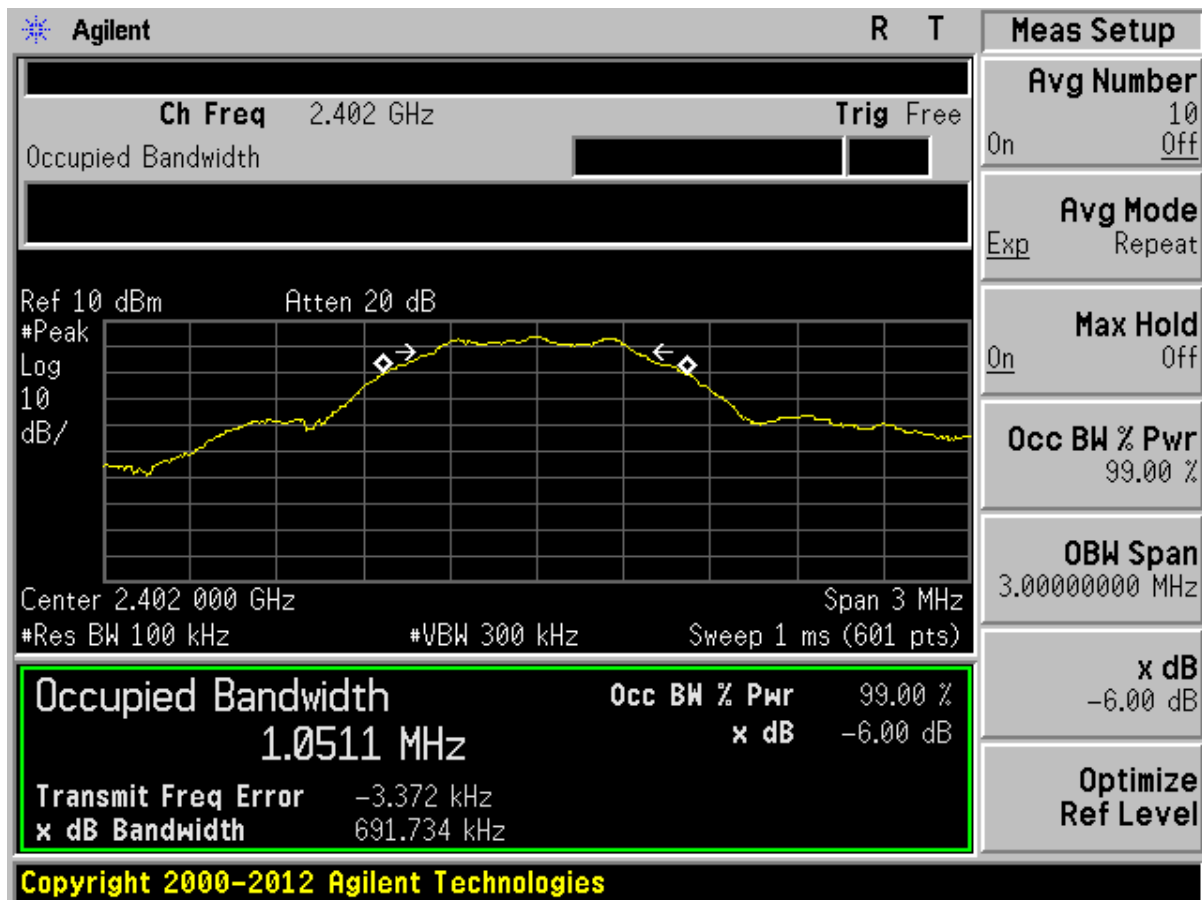 Agilent R T
Ch Freq 2.402 GHz Trig Free
Occupied Bandwidth
Ref 10 dBm Atten 20 dB
#Peak
Log
10
dB/
Center 2.402 000 GHz Span 3 MHz
#Res BW 100 kHz #VBW 300 kHz Sweep 1 ms (601 pts)
Occupied Bandwidth
1.0511 MHz
Occ BW % Pwr 99.00 %
x dB -6.00 dB
Transmit Freq Error -3.372 kHz
x dB Bandwidth 691.734 kHz
Copyright 2000-2012 Agilent Technologies
Meas Setup
Avg Number
10
On Off
Avg Mode
Exp Repeat
Max Hold
On Off
Occ BW % Pwr
99.00 %
OBW Span
3.00000000 MHz
x dB
-6.00 dB
Optimize
Ref Level